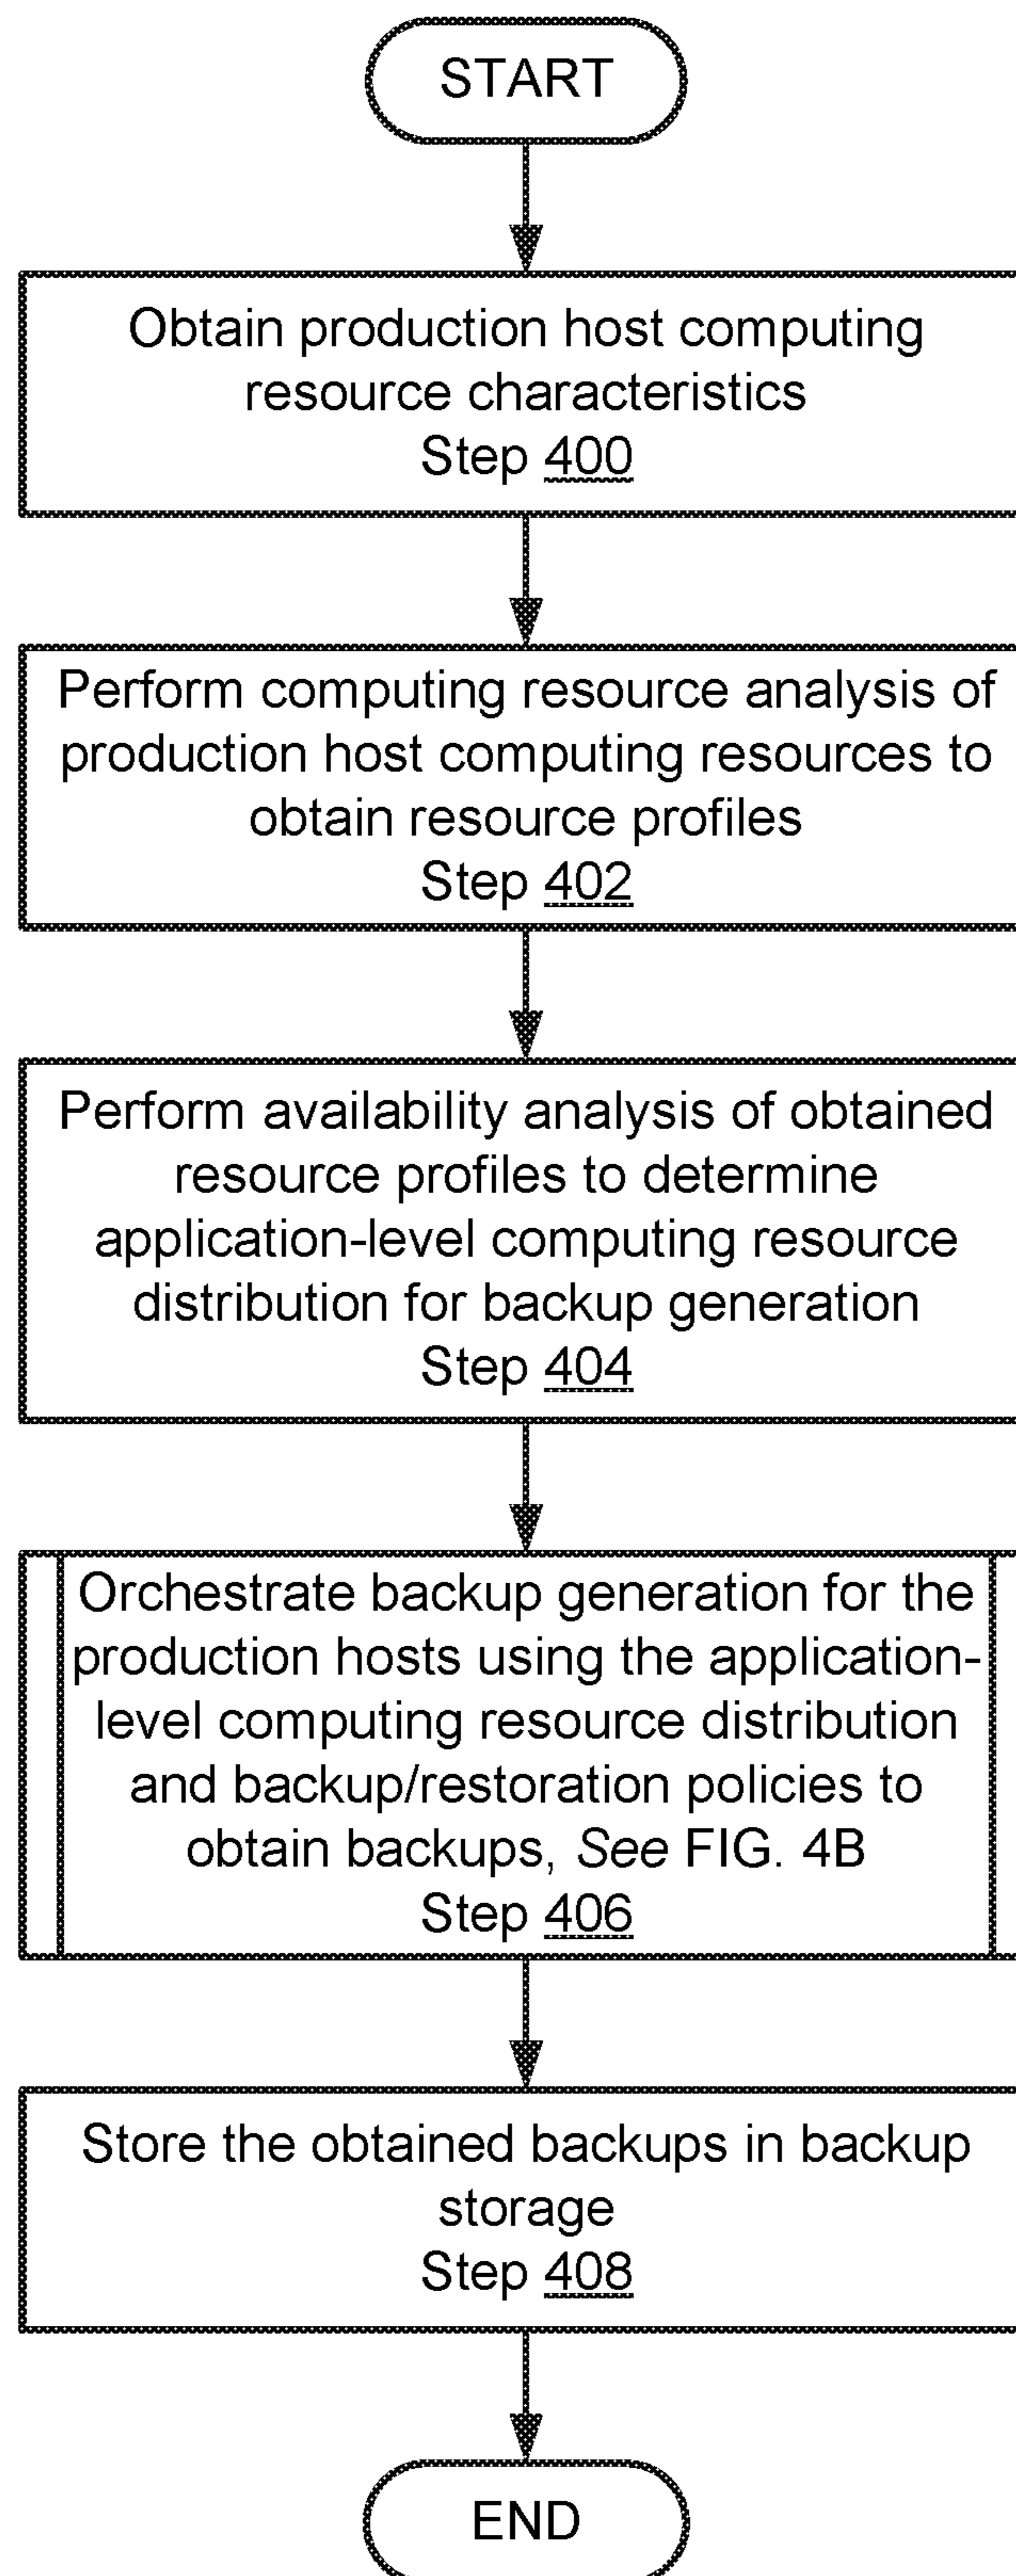 START
Obtain production host computing
resource characteristics
Step 400
Perform computing resource analysis of
production host computing resources to
obtain resource profiles
Step 402
Perform availability analysis of obtained
resource profiles to determine
application-level computing resource
distribution for backup generation
Step 404
Orchestrate backup generation for the
production hosts using the application-
level computing resource distribution
and backup/restoration policies to
obtain backups, See FIG. 4B
Step 406
Store the obtained backups in backup
storage
Step 408
END